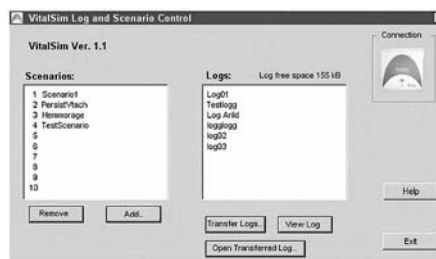 VitalSim Log and Scenario Control
VitalSim Ver. 1.1
Connection
Scenarios:
Logs:
Log free space 155 kB
1 Scenario1
2 PersistVtach
3 Hemmorage
4 TestScenario
5
6
7
8
9
10
Log01
Testlogg
Log Arild
logglogg
log02
log03
Remove
Add..
Transfer Logs..
View Log
Open Transferred Log...
Help
Exit